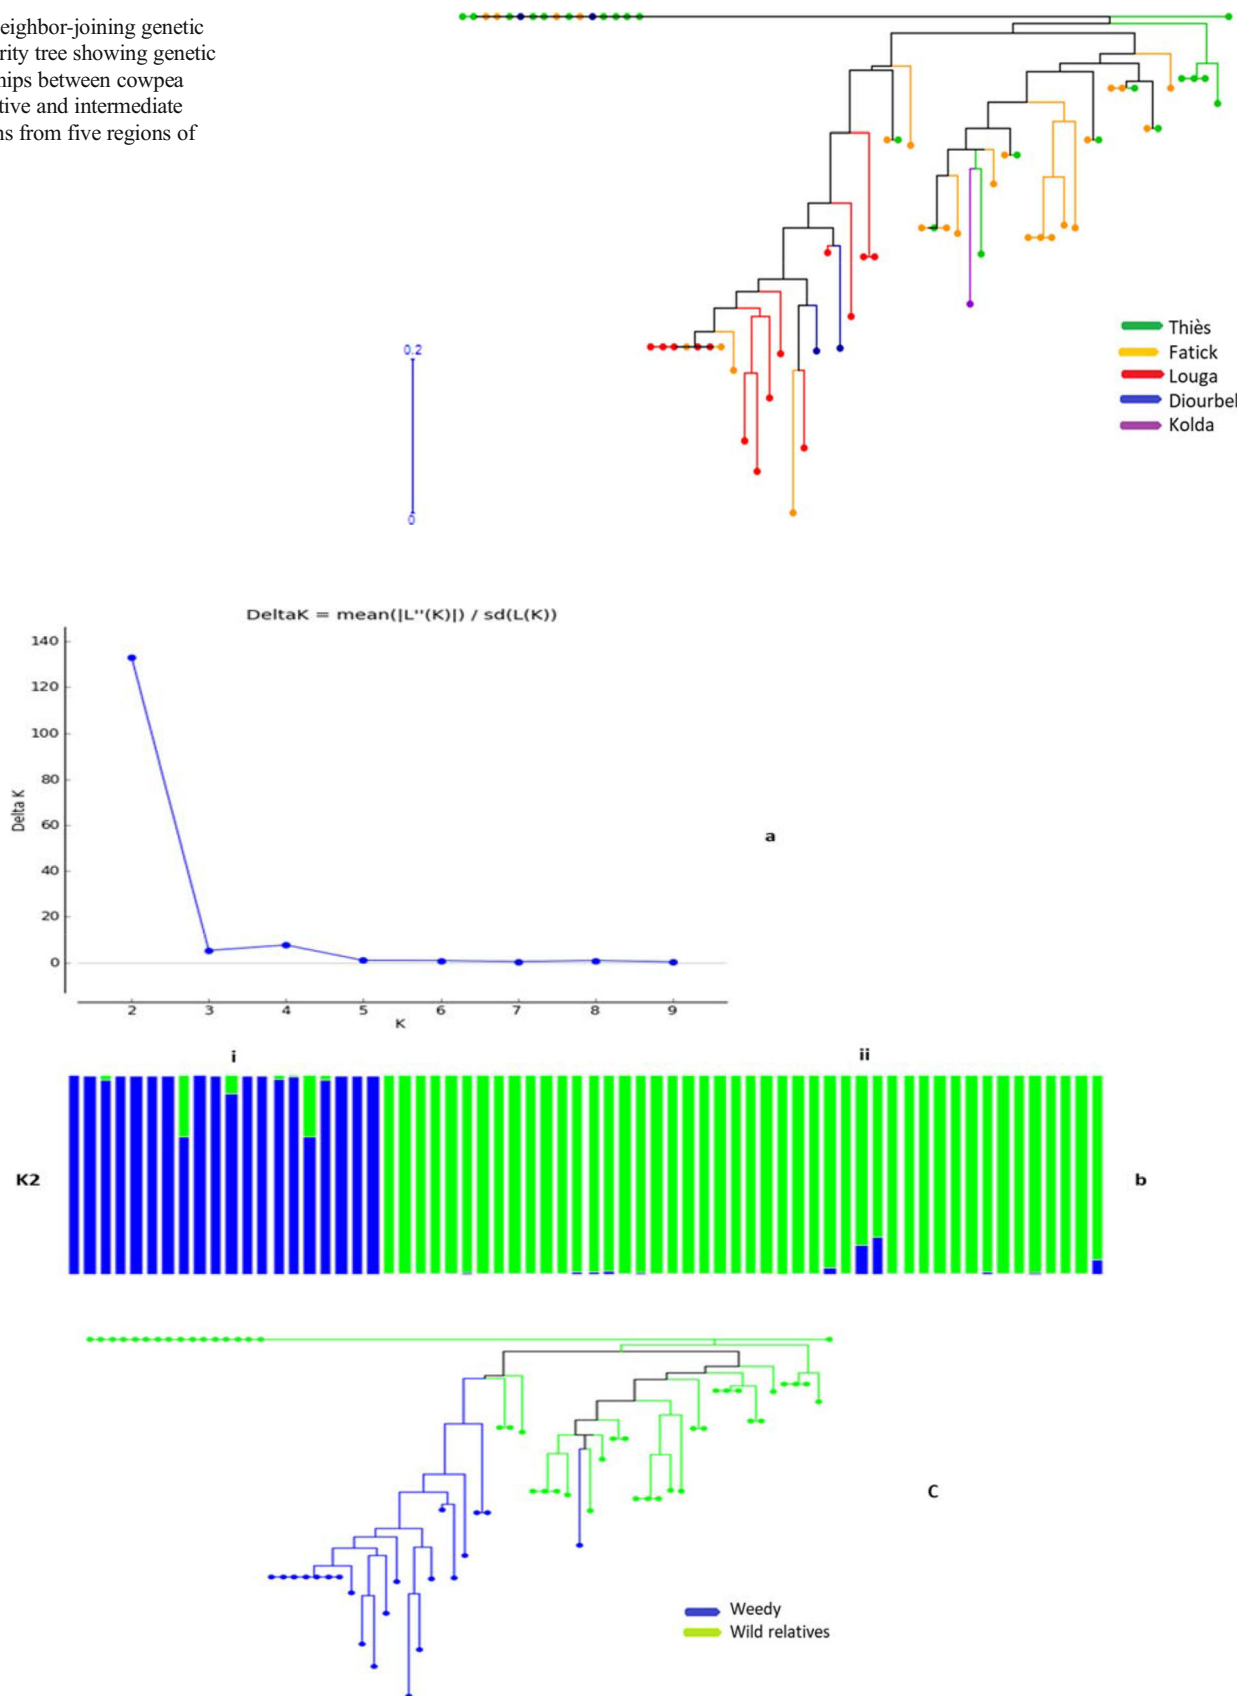 eighbor-joining genetic
rity tree showing genetic
hips between cowpea
tive and intermediate
ns from five regions of
0.2
0
Thiès
Fatick
Louga
Diourbel
Kolda
DeltaK = mean(|L''(K)|) / sd(L(K))
140
120
100
80
60
40
20
0
Delta K
2 3 4 5 6 7 8 9
K
a
i
ii
K2
b
C
Weedy
Wild relatives